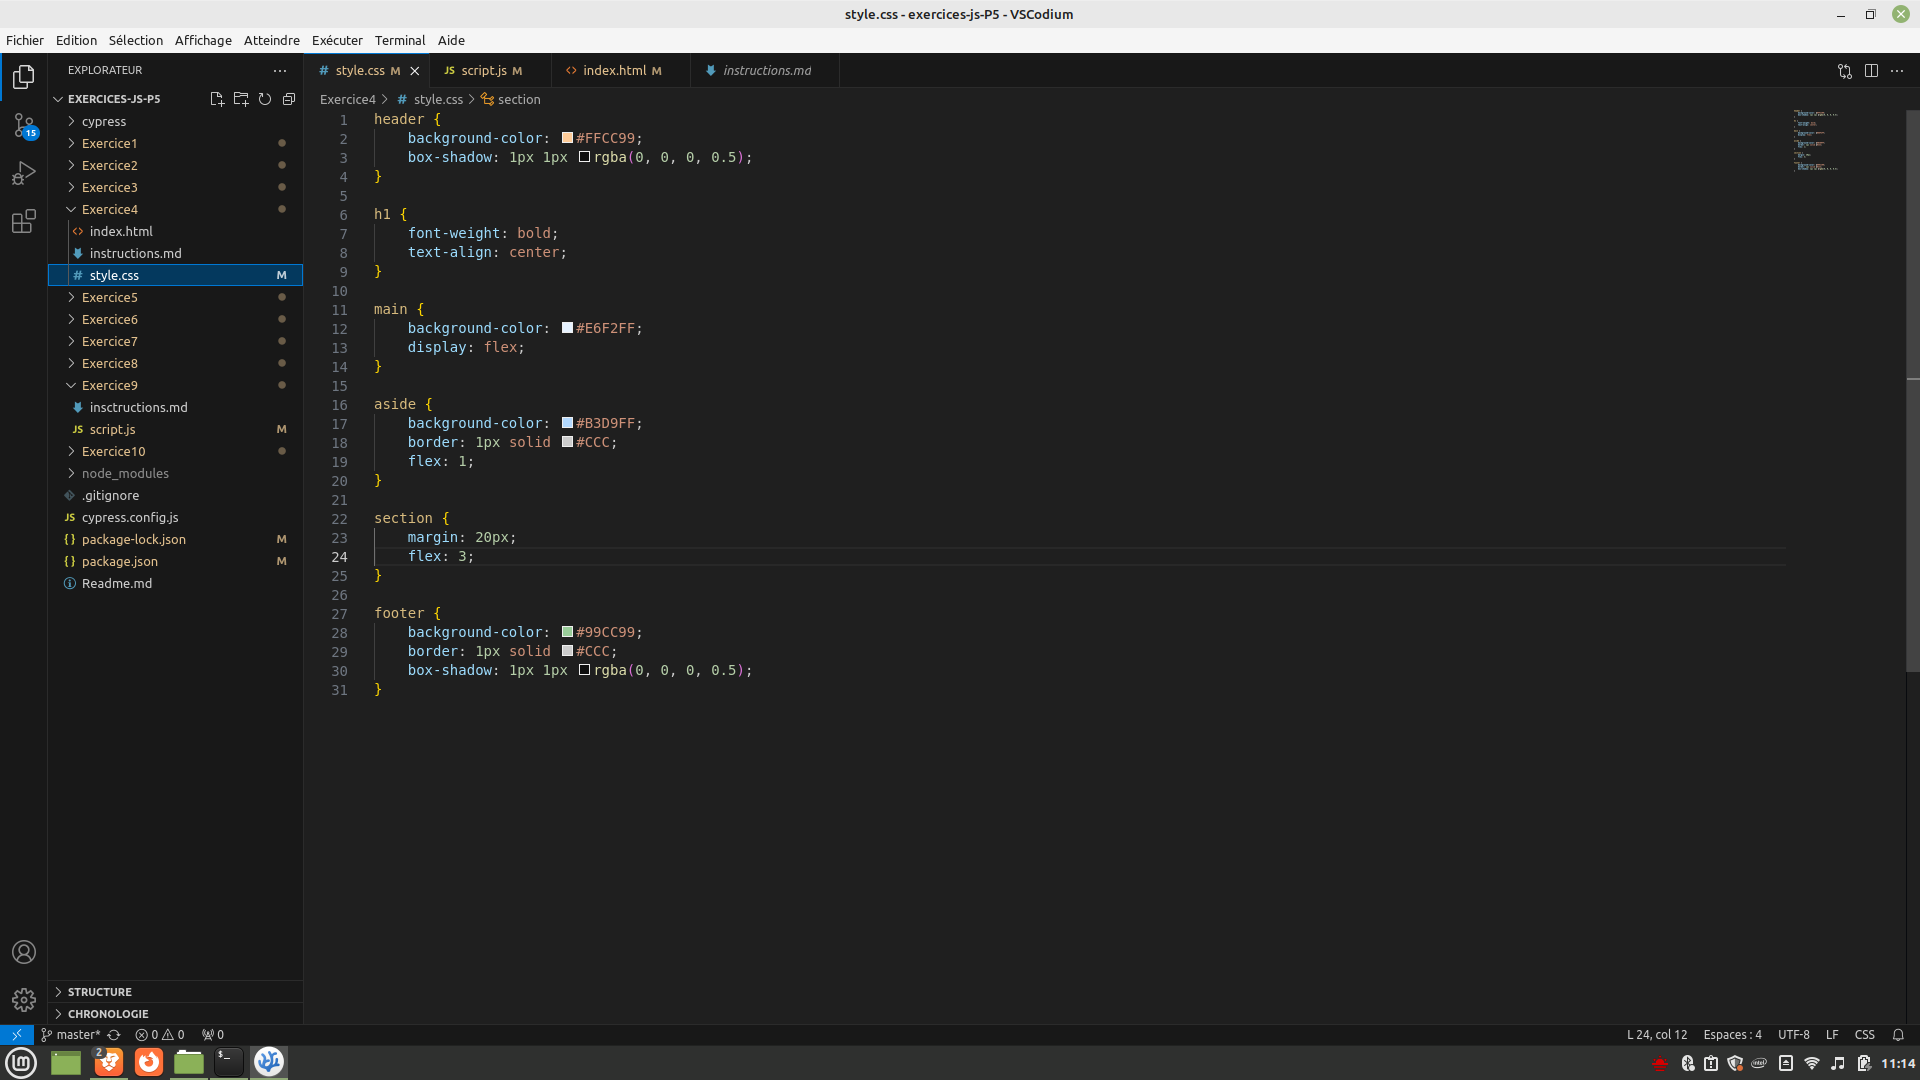 style.css - exercices-js-P5 - VSCodium
Fichier Edition Sélection Affichage Atteindre Exécuter Terminal Aide
EXPLORATEUR
EXERCICES-JS-P5
cypress
Exercice1
Exercice2
Exercice3
Exercice4
index.html
instructions.md
style.css M
Exercice5
Exercice6
Exercice7
Exercice8
Exercice9
insctructions.md
JS script.js M
Exercice10
node_modules
.gitignore
JS cypress.config.js
{} package-lock.json M
{} package.json M
Readme.md
STRUCTURE
CHRONOLOGIE
15
# style.css M
JS script.js M
<> index.html M
instructions.md
Exercice4 > # style.css > section
1 header {
2 background-color: #FFCC99;
3 box-shadow: 1px 1px rgba(0, 0, 0, 0.5);
4 }
5
6 h1 {
7 font-weight: bold;
8 text-align: center;
9 }
10
11 main {
12 background-color: #E6F2FF;
13 display: flex;
14 }
15
16 aside {
17 background-color: #B3D9FF;
18 border: 1px solid #CCC;
19 flex: 1;
20 }
21
22 section {
23 margin: 20px;
24 flex: 3;
25 }
26
27 footer {
28 background-color: #99CC99;
29 border: 1px solid #CCC;
30 box-shadow: 1px 1px rgba(0, 0, 0, 0.5);
31 }
master* 0 0 0
L 24, col 12 Espaces : 4 UTF-8 LF CSS
2
$_
11:14